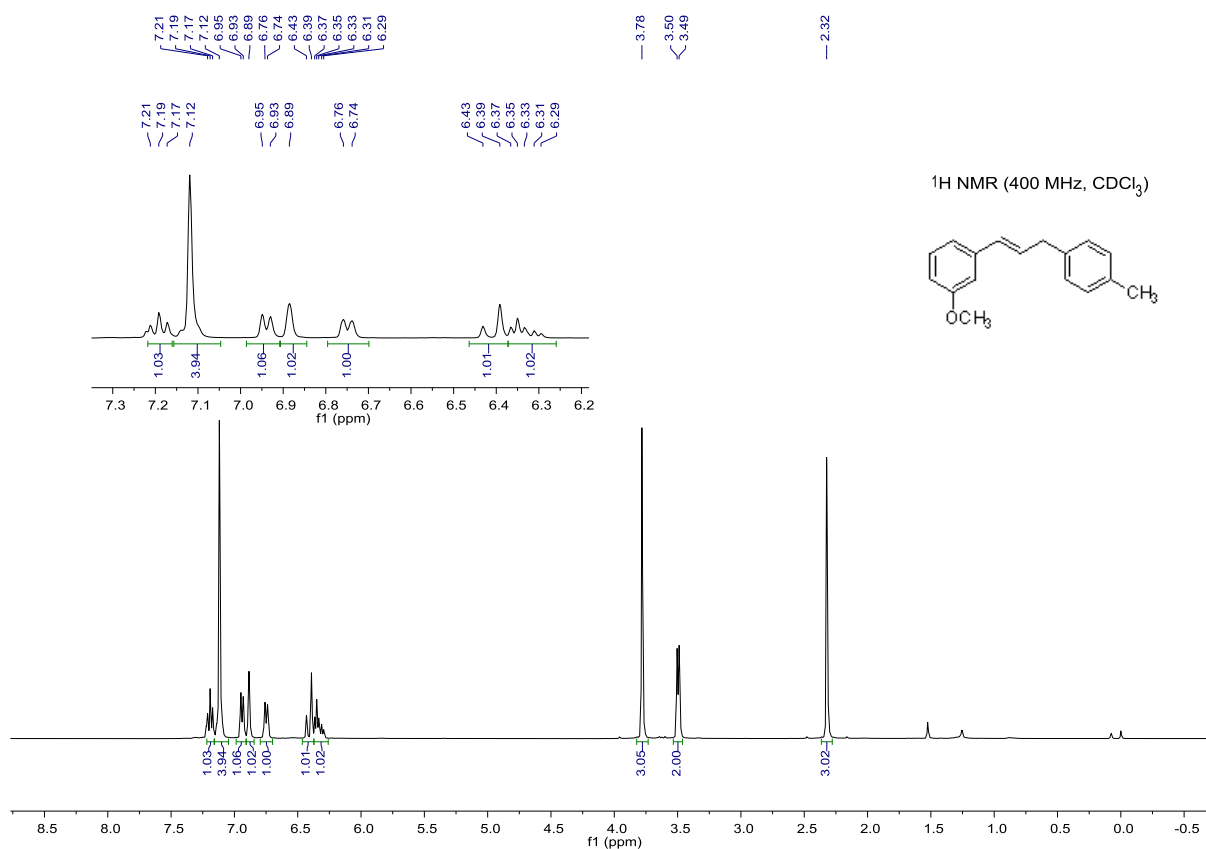 7.21 7.19 7.17 7.12 6.95 6.93 6.89 6.76 6.74 6.43 6.39 6.37 6.35 6.33 6.31 6.29 3.78 3.50 3.49 2.32
7.21 7.19 7.17 7.12 6.95 6.93 6.89 6.76 6.74 6.43 6.39 6.37 6.35 6.33 6.31 6.29
¹H NMR (400 MHz, CDCl₃)
CH₃
OCH₃
1.03 3.94 1.06 1.02 1.00 1.01 1.02
7.3 7.2 7.1 7.0 6.9 6.8 6.7 6.6 6.5 6.4 6.3 6.2
f1 (ppm)
1.03 3.94 1.06 1.02 1.00 1.01 1.02 3.05 2.00 3.02
8.5 8.0 7.5 7.0 6.5 6.0 5.5 5.0 4.5 4.0 3.5 3.0 2.5 2.0 1.5 1.0 0.5 0.0 -0.5
f1 (ppm)